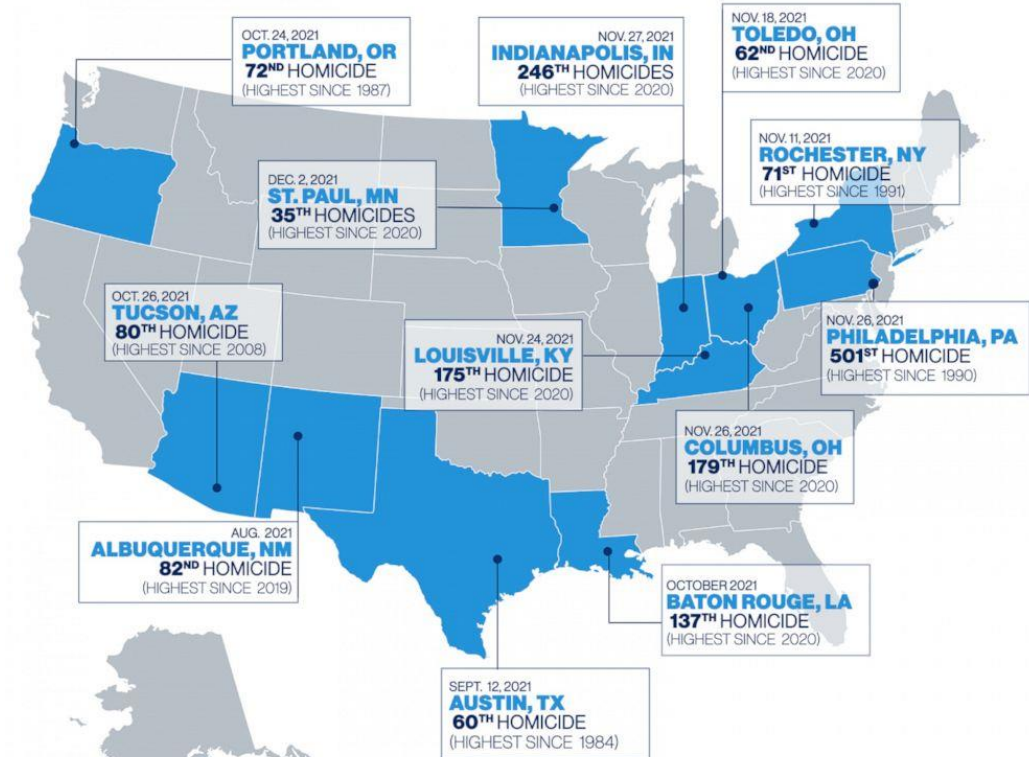 OCT. 24, 2021
PORTLAND, OR
72ND HOMICIDE
(HIGHEST SINCE 1987)
NOV. 27, 2021
INDIANAPOLIS, IN
246TH HOMICIDES
(HIGHEST SINCE 2020)
NOV. 18, 2021
TOLEDO, OH
62ND HOMICIDE
(HIGHEST SINCE 2020)
NOV. 11, 2021
ROCHESTER, NY
71ST HOMICIDE
(HIGHEST SINCE 1991)
DEC. 2, 2021
ST. PAUL, MN
35TH HOMICIDES
(HIGHEST SINCE 2020)
OCT. 26, 2021
TUCSON, AZ
80TH HOMICIDE
(HIGHEST SINCE 2008)
NOV. 24, 2021
LOUISVILLE, KY
175TH HOMICIDE
(HIGHEST SINCE 2020)
NOV. 26, 2021
PHILADELPHIA, PA
501ST HOMICIDE
(HIGHEST SINCE 1990)
NOV. 26, 2021
COLUMBUS, OH
179TH HOMICIDE
(HIGHEST SINCE 2020)
AUG. 2021
ALBUQUERQUE, NM
82ND HOMICIDE
(HIGHEST SINCE 2019)
OCTOBER 2021
BATON ROUGE, LA
137TH HOMICIDE
(HIGHEST SINCE 2020)
SEPT. 12, 2021
AUSTIN, TX
60TH HOMICIDE
(HIGHEST SINCE 1984)